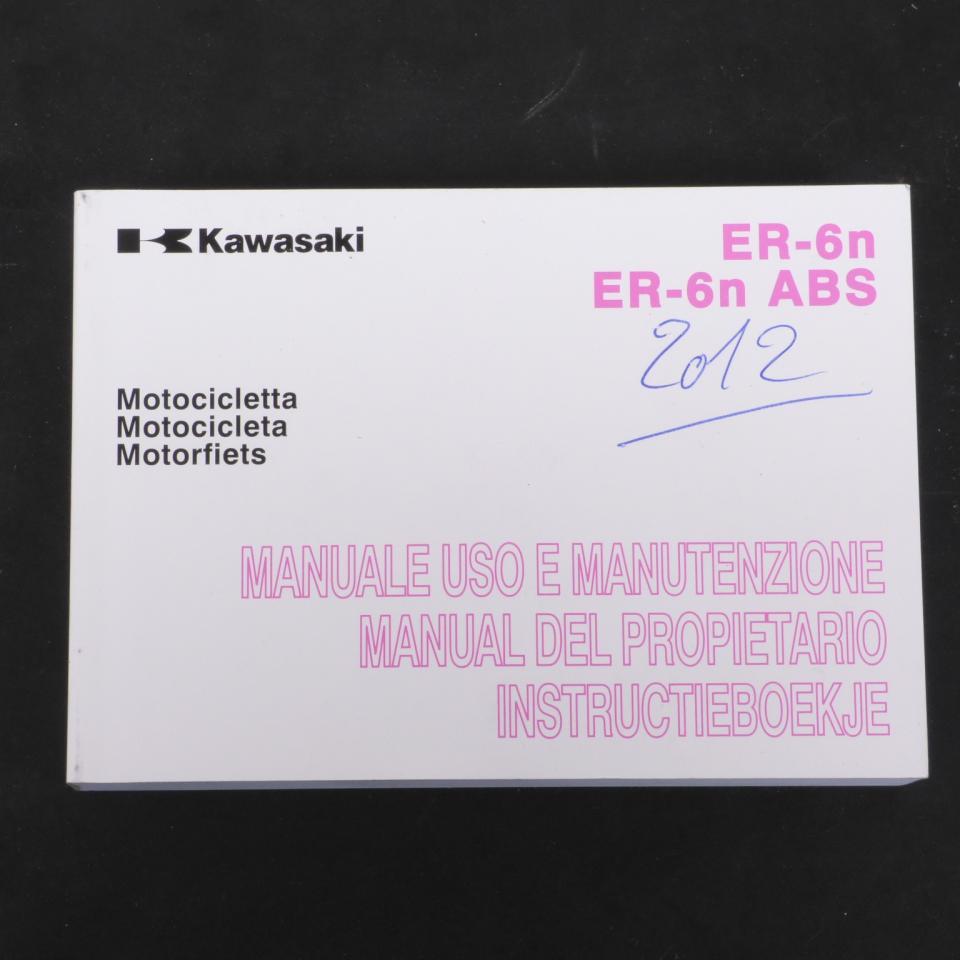 Kawasaki
ER-6n
ER-6n ABS
2012
Motocicletta
Motocicleta
Motorfiets
MANUALE USO E MANUTENZIONE
MANUAL DEL PROPIETARIO
INSTRUCTIEBOEKJE